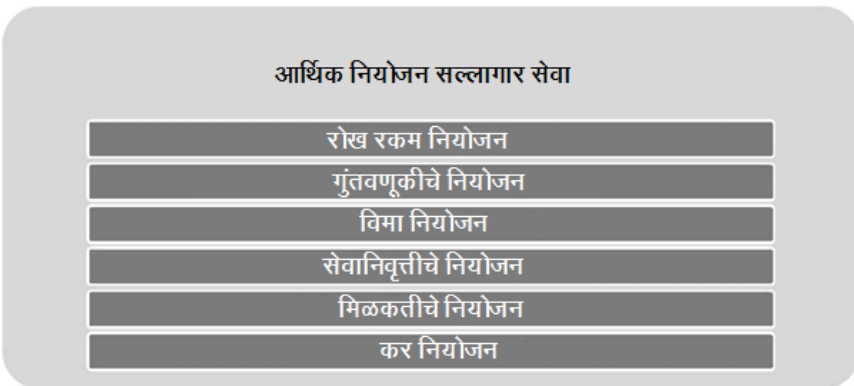 आर्थिक नियोजन सल्लागार सेवा
रोख रकम नियोजन
गुंतवणूकीचे नियोजन
विमा नियोजन
सेवानिवृत्तीचे नियोजन
मिळकतीचे नियोजन
कर नियोजन